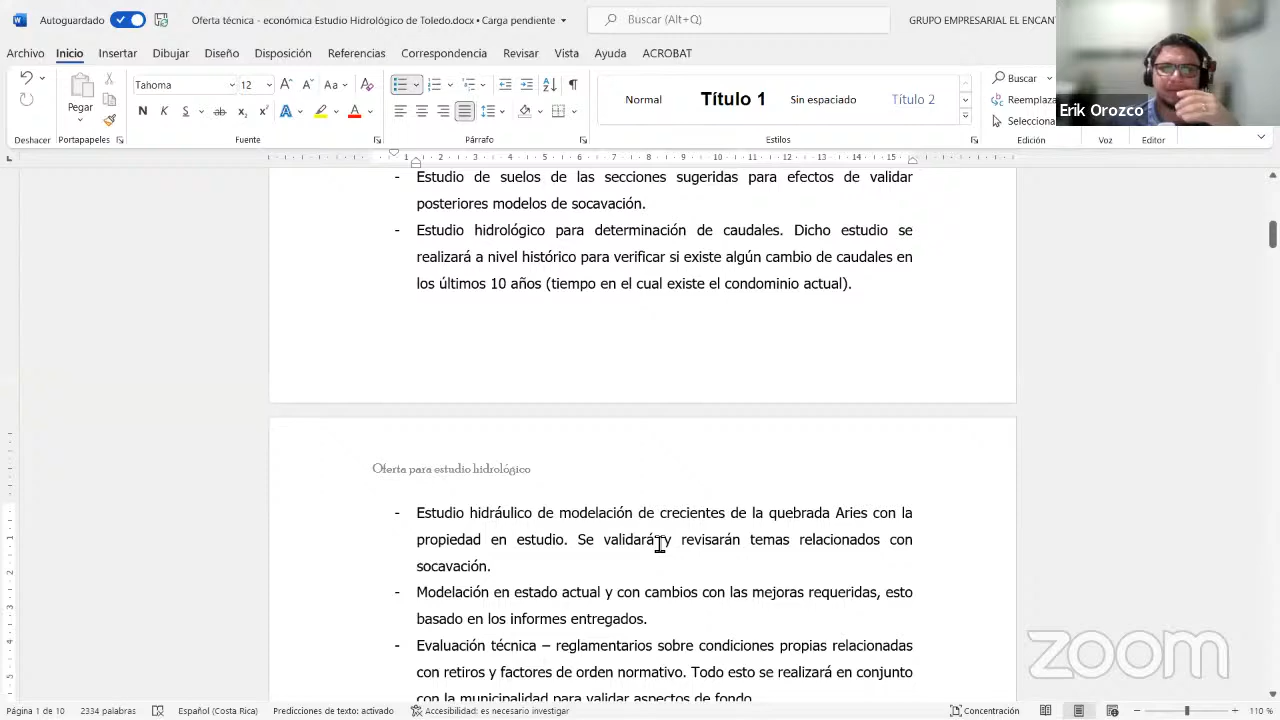 Autoguardado
Oferta técnica - económica Estudio Hidrológico de Toledo.docx • Carga pendiente
Buscar (Alt+Q)
GRUPO EMPRESARIAL EL ENCAN
Archivo Inicio Insertar Dibujar Diseño Disposición Referencias Correspondencia Revisar Vista Ayuda ACROBAT
Tahoma 12
Pegar
Normal Título 1 Sin espaciado Título 2
Buscar
Reemplaza
Selecciona
Deshacer Portapapeles Fuente Párrafo Estilos Edición Voz Editor
Erik Orozco
- Estudio de suelos de las secciones sugeridas para efectos de validar
posteriores modelos de socavación.
- Estudio hidrológico para determinación de caudales. Dicho estudio se
realizará a nivel histórico para verificar si existe algún cambio de caudales en
los últimos 10 años (tiempo en el cual existe el condominio actual).
Oferta para estudio hidrológico
- Estudio hidráulico de modelación de crecientes de la quebrada Aries con la
propiedad en estudio. Se validará y revisarán temas relacionados con
socavación.
- Modelación en estado actual y con cambios con las mejoras requeridas, esto
basado en los informes entregados.
- Evaluación técnica – reglamentarios sobre condiciones propias relacionadas
con retiros y factores de orden normativo. Todo esto se realizará en conjunto
con la municipalidad para validar aspectos de fondo.
zoom
Página 1 de 10 2334 palabras Español (Costa Rica) Predicciones de texto: activado Accesibilidad: es necesario investigar Concentración 110 %